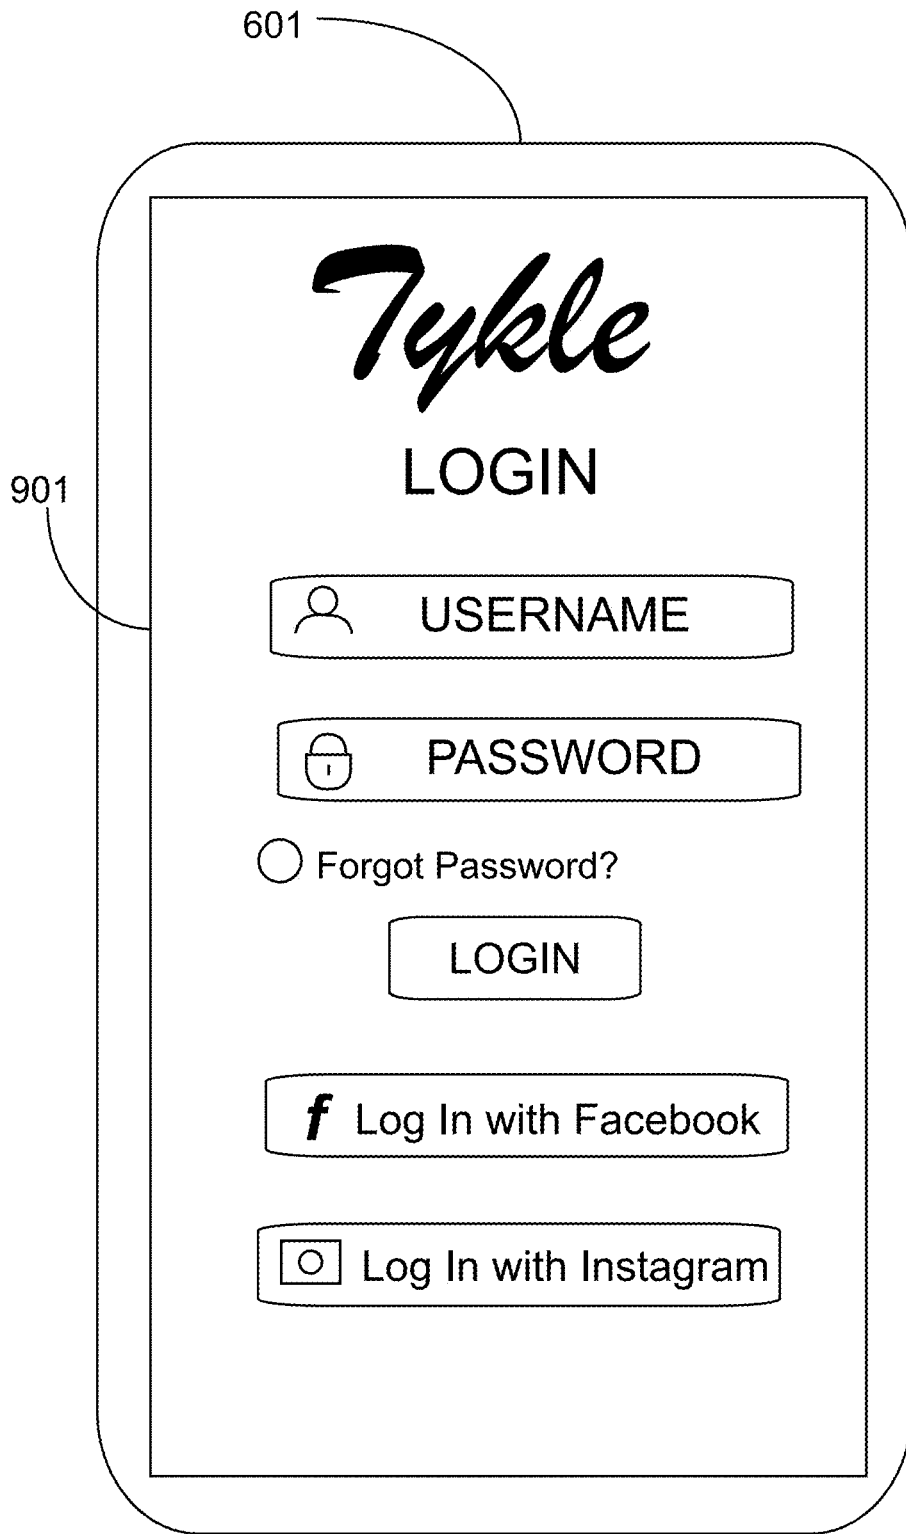 601
Tykle
LOGIN
901
USERNAME
PASSWORD
Forgot Password?
LOGIN
f Log In with Facebook
Log In with Instagram